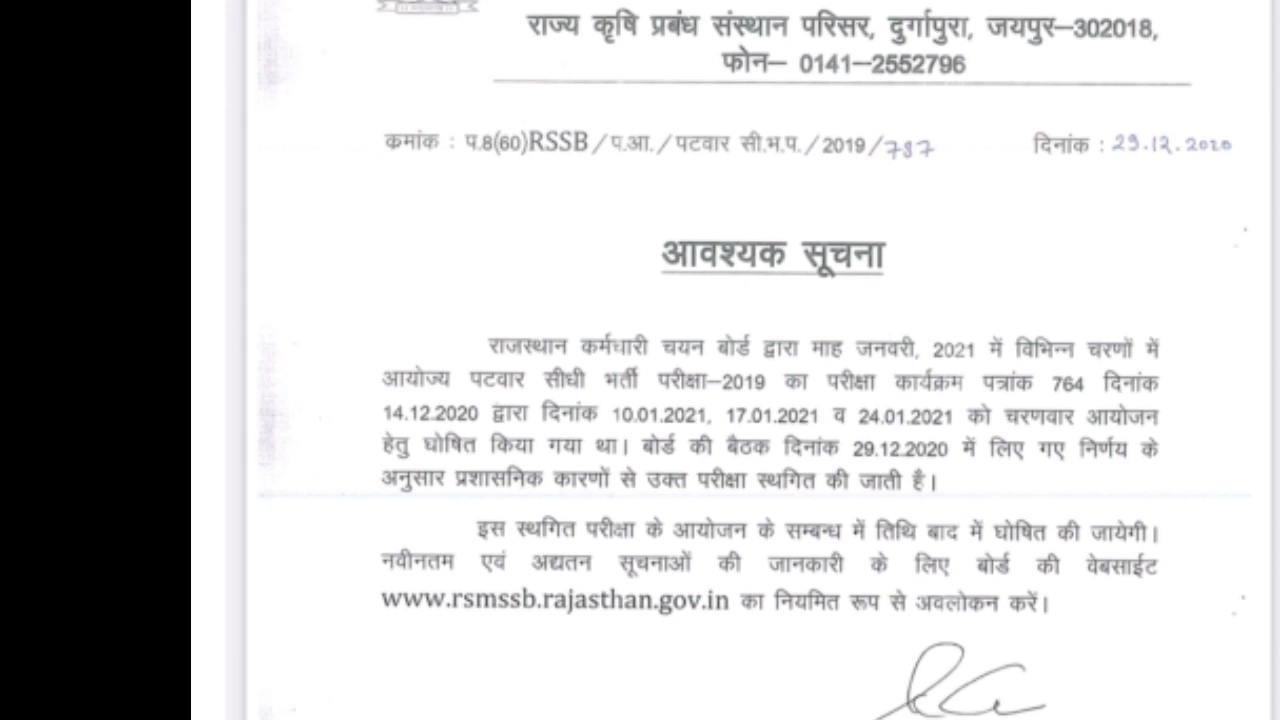 राज्य कृषि प्रबंध संस्थान परिसर, दुर्गापुरा, जयपुर–302018,
फोन– 0141–2552796
कमांक : प.8(60)RSSB/प.आ./पटवार सी.भ.प./2019/797 दिनांक : 29.12.2020
आवश्यक सूचना
राजस्थान कर्मचारी चयन बोर्ड द्वारा माह जनवरी, 2021 में विभिन्न चरणों में
आयोज्य पटवार सीधी भर्ती परीक्षा–2019 का परीक्षा कार्यक्रम पत्रांक 764 दिनांक
14.12.2020 द्वारा दिनांक 10.01.2021, 17.01.2021 व 24.01.2021 को चरणवार आयोजन
हेतु घोषित किया गया था। बोर्ड की बैठक दिनांक 29.12.2020 में लिए गए निर्णय के
अनुसार प्रशासनिक कारणों से उक्त परीक्षा स्थगित की जाती है।
इस स्थगित परीक्षा के आयोजन के सम्बन्ध में तिथि बाद में घोषित की जायेगी।
नवीनतम एवं अद्यतन सूचनाओं की जानकारी के लिए बोर्ड की वेबसाईट
www.rsmssb.rajasthan.gov.in का नियमित रूप से अवलोकन करें।